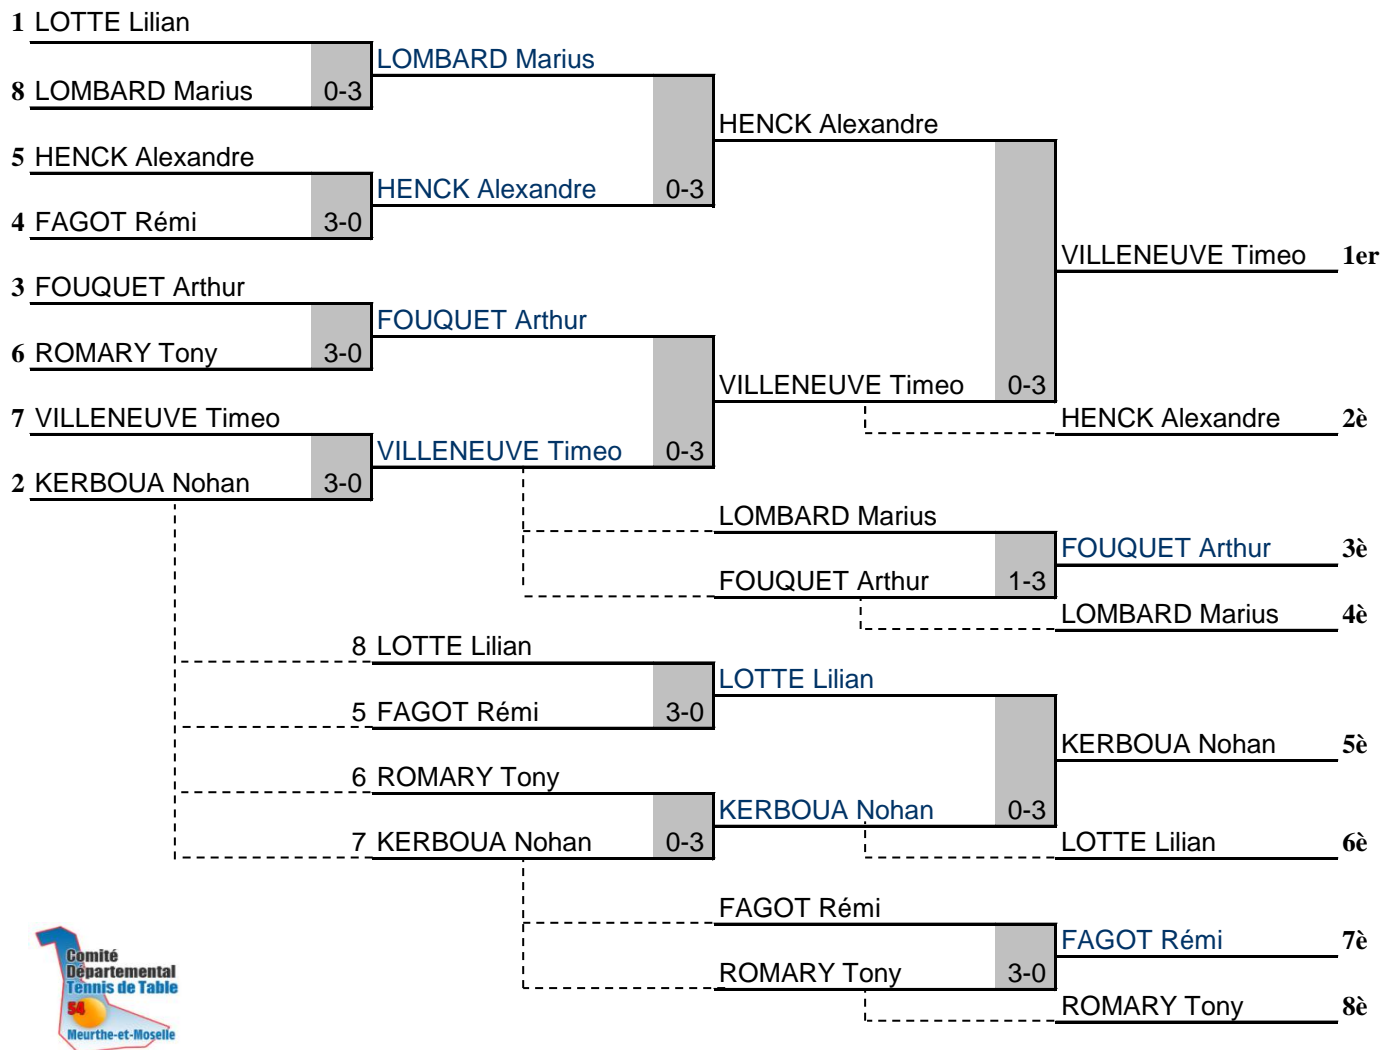 1 LOTTE Lilian
LOMBARD Marius
8 LOMBARD Marius 0-3
HENCK Alexandre
5 HENCK Alexandre
HENCK Alexandre 0-3
4 FAGOT Rémi 3-0
VILLENEUVE Timeo 1er
3 FOUQUET Arthur
FOUQUET Arthur
6 ROMARY Tony 3-0
VILLENEUVE Timeo 0-3
7 VILLENEUVE Timeo
HENCK Alexandre 2è
VILLENEUVE Timeo 0-3
2 KERBOUA Nohan 3-0
LOMBARD Marius
FOUQUET Arthur 3è
FOUQUET Arthur 1-3
LOMBARD Marius 4è
8 LOTTE Lilian
LOTTE Lilian
5 FAGOT Rémi 3-0
KERBOUA Nohan 5è
6 ROMARY Tony
KERBOUA Nohan 0-3
7 KERBOUA Nohan 0-3
LOTTE Lilian 6è
FAGOT Rémi
FAGOT Rémi 7è
ROMARY Tony 3-0
ROMARY Tony 8è
Comité
Départemental
Tennis de Table
54
Meurthe-et-Moselle